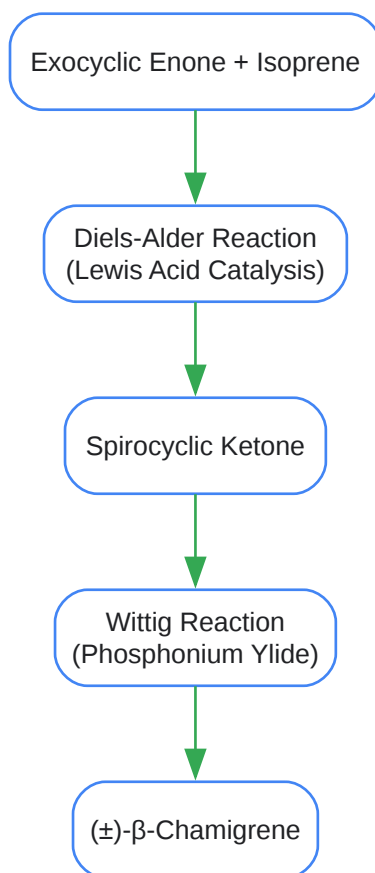 Exocyclic Enone + Isoprene
Diels-Alder Reaction
(Lewis Acid Catalysis)
Spirocyclic Ketone
Wittig Reaction
(Phosphonium Ylide)
(±)-β-Chamigrene